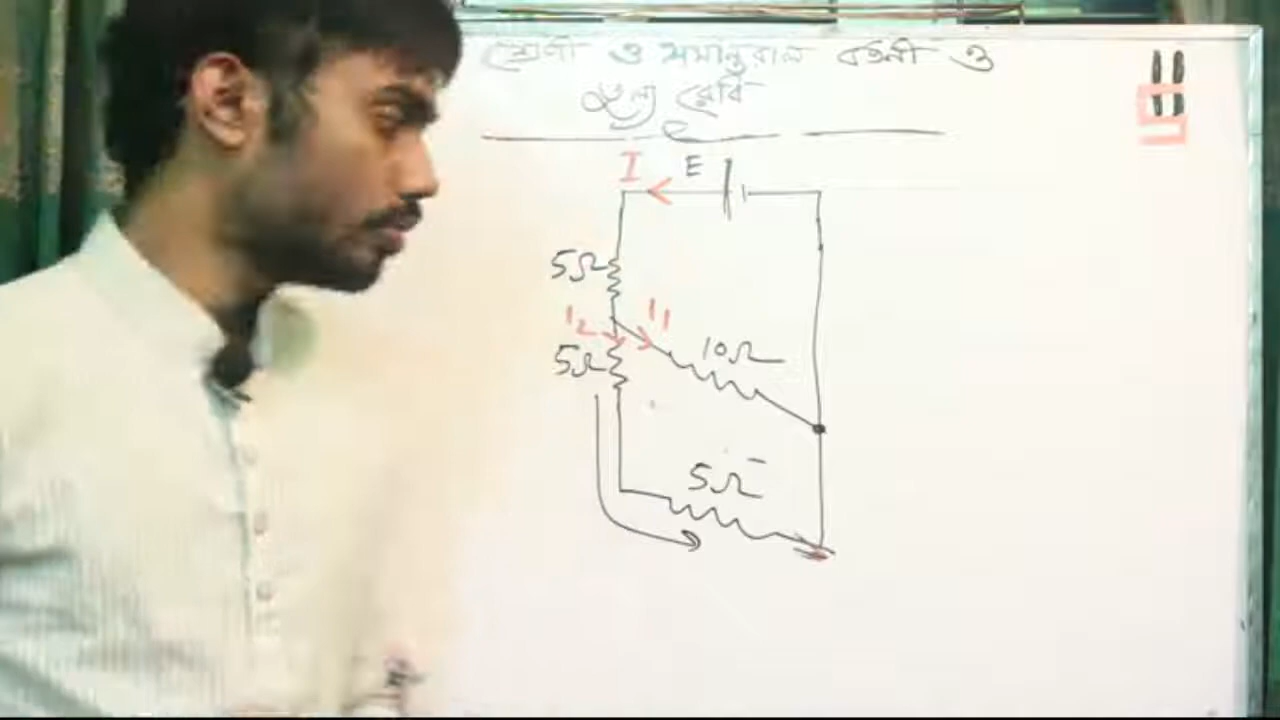 শ্রেণী ও সমান্তরাল বর্তনী ও
তুল্য রোধ
I E
5Ω
I₂ I₁
5Ω 10Ω
5Ω